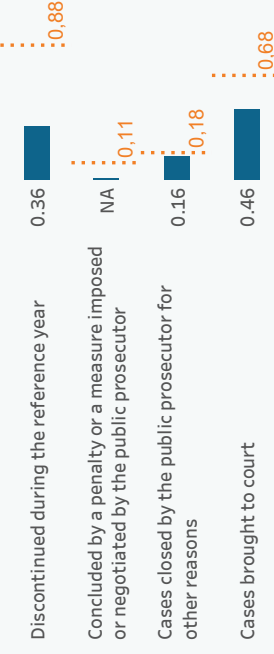 Discontinued during the reference year
0.36
0,88
Concluded by a penalty or a measure imposed
or negotiated by the public prosecutor
NA
0,11
Cases closed by the public prosecutor for
other reasons
0.16
0,18
Cases brought to court
0.46
0,68